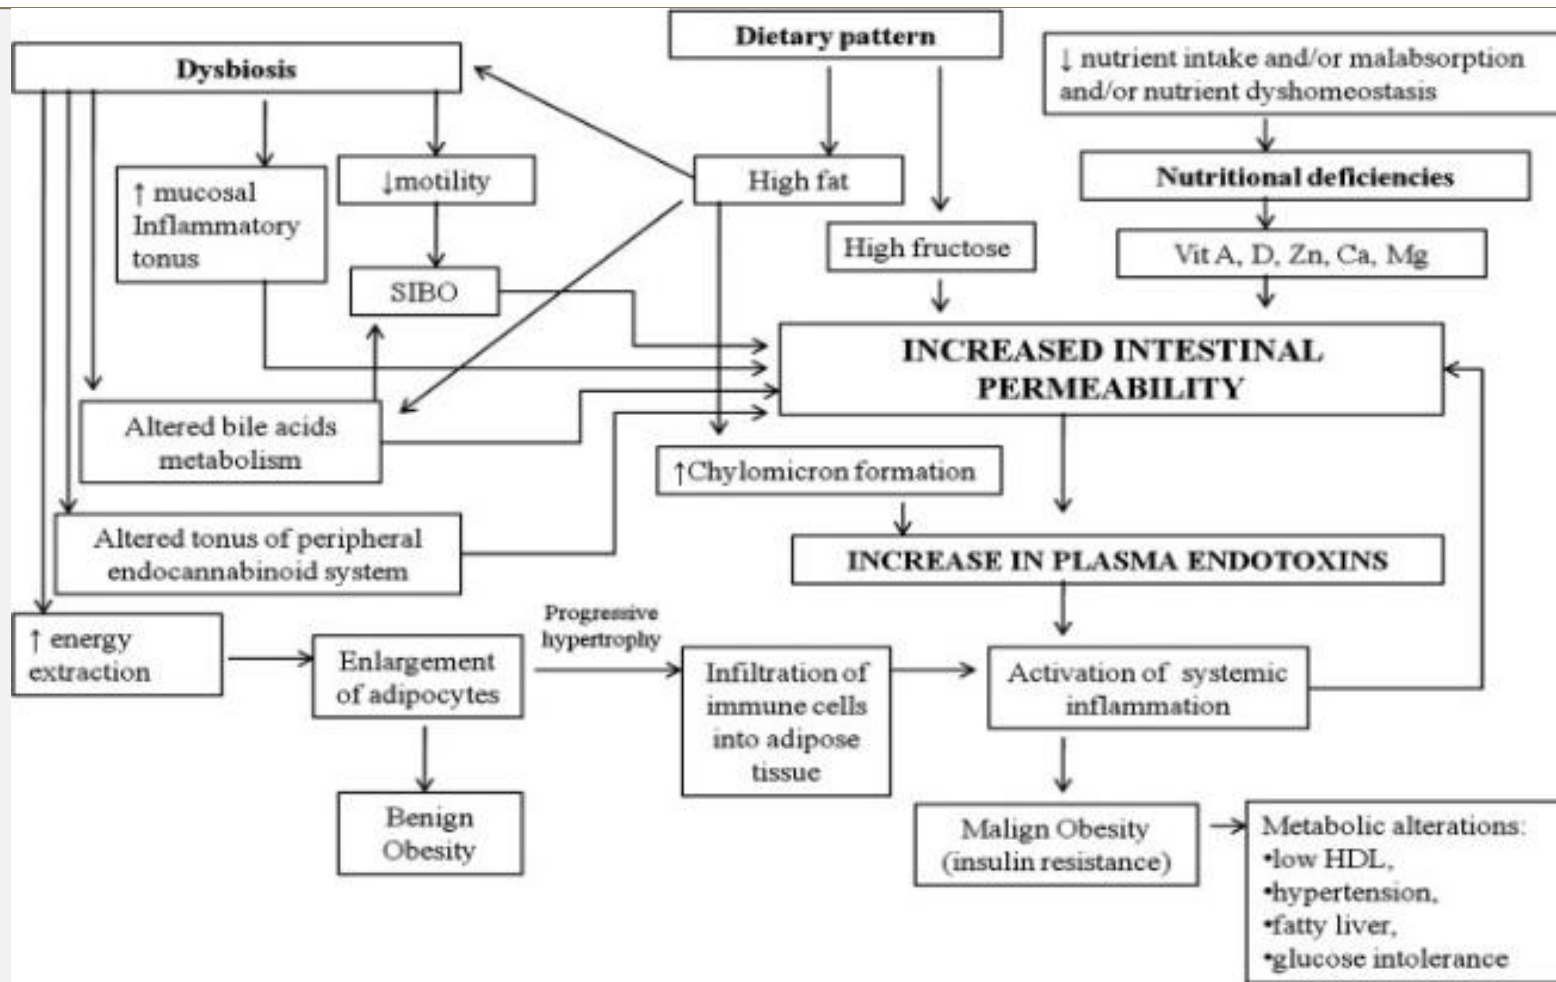 Dietary pattern
Dysbiosis
↓ nutrient intake and/or malabsorption
and/or nutrient dyshomeostasis
↑ mucosal
Inflammatory
tonus
↓motility
High fat
Nutritional deficiencies
High fructose
Vit A, D, Zn, Ca, Mg
SIBO
INCREASED INTESTINAL
PERMEABILITY
Altered bile acids
metabolism
↑Chylomicron formation
Altered tonus of peripheral
endocannabinoid system
INCREASE IN PLASMA ENDOTOXINS
↑ energy
extraction
Enlargement
of adipocytes
Progressive
hypertrophy
Infiltration of
immune cells
into adipose
tissue
Activation of systemic
inflammation
Benign
Obesity
Malign Obesity
(insulin resistance)
Metabolic alterations:
•low HDL,
•hypertension,
•fatty liver,
•glucose intolerance